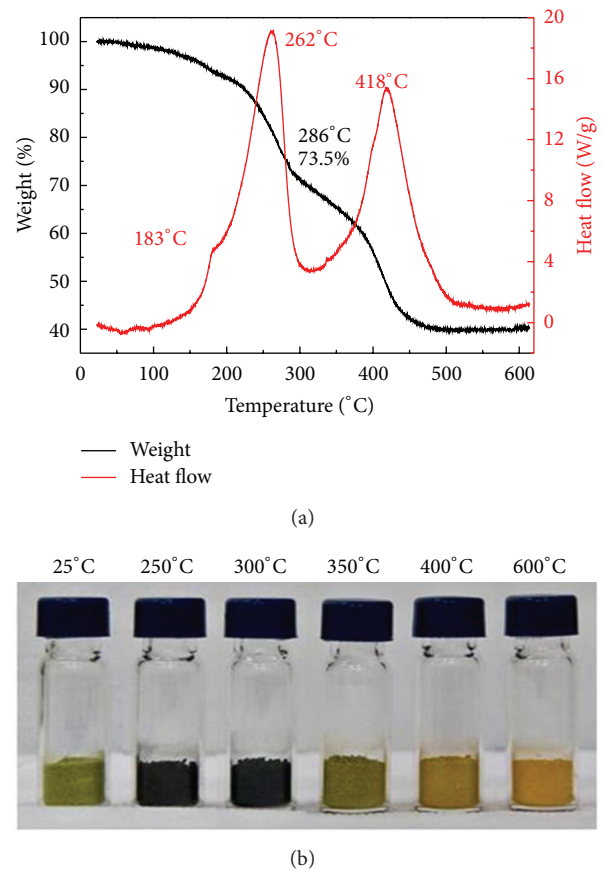 262°C
418°C
286°C
73.5%
183°C
100
90
80
70
60
50
40
Weight (%)
20
16
12
8
4
0
Heat flow (W/g)
0 100 200 300 400 500 600
Temperature (°C)
Weight
Heat flow
(a)
25°C 250°C 300°C 350°C 400°C 600°C
(b)